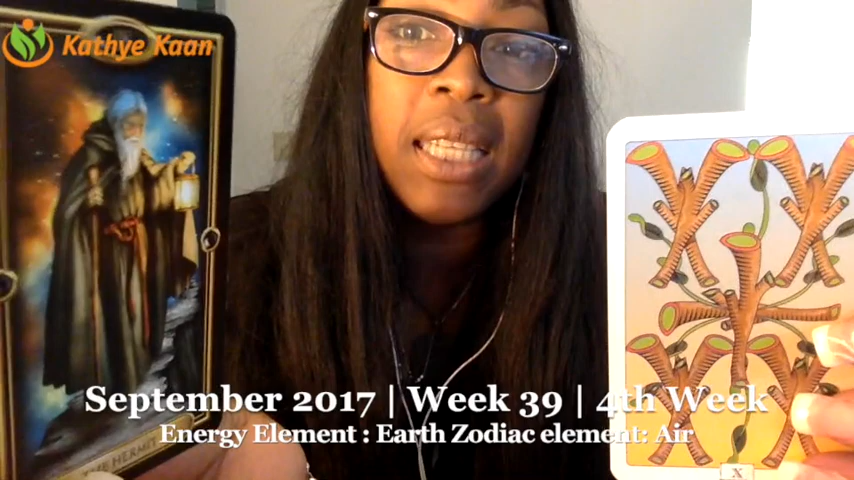 Kathye Kaan
September 2017 | Week 39 | 4th Week
Energy Element : Earth Zodiac element: Air
THE HERMIT
X